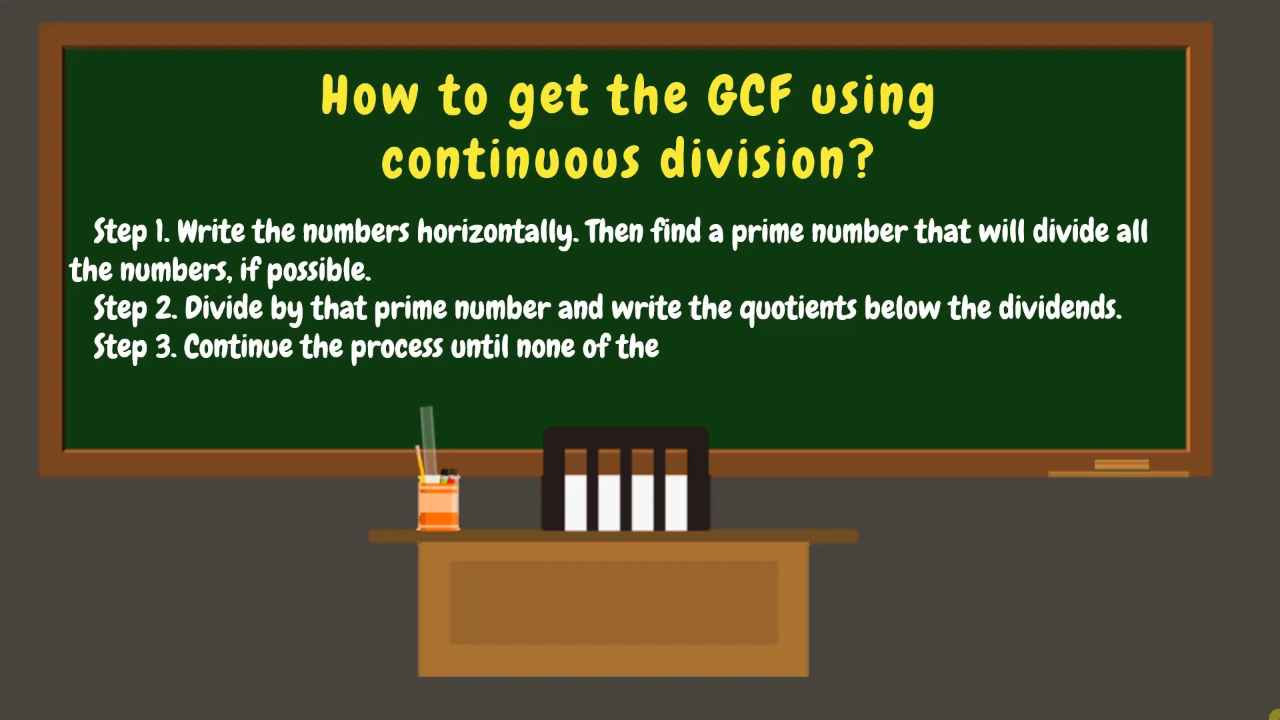 How to get the GCF using
continuous division?
Step 1. Write the numbers horizontally. Then find a prime number that will divide all
the numbers, if possible.
Step 2. Divide by that prime number and write the quotients below the dividends.
Step 3. Continue the process until none of the